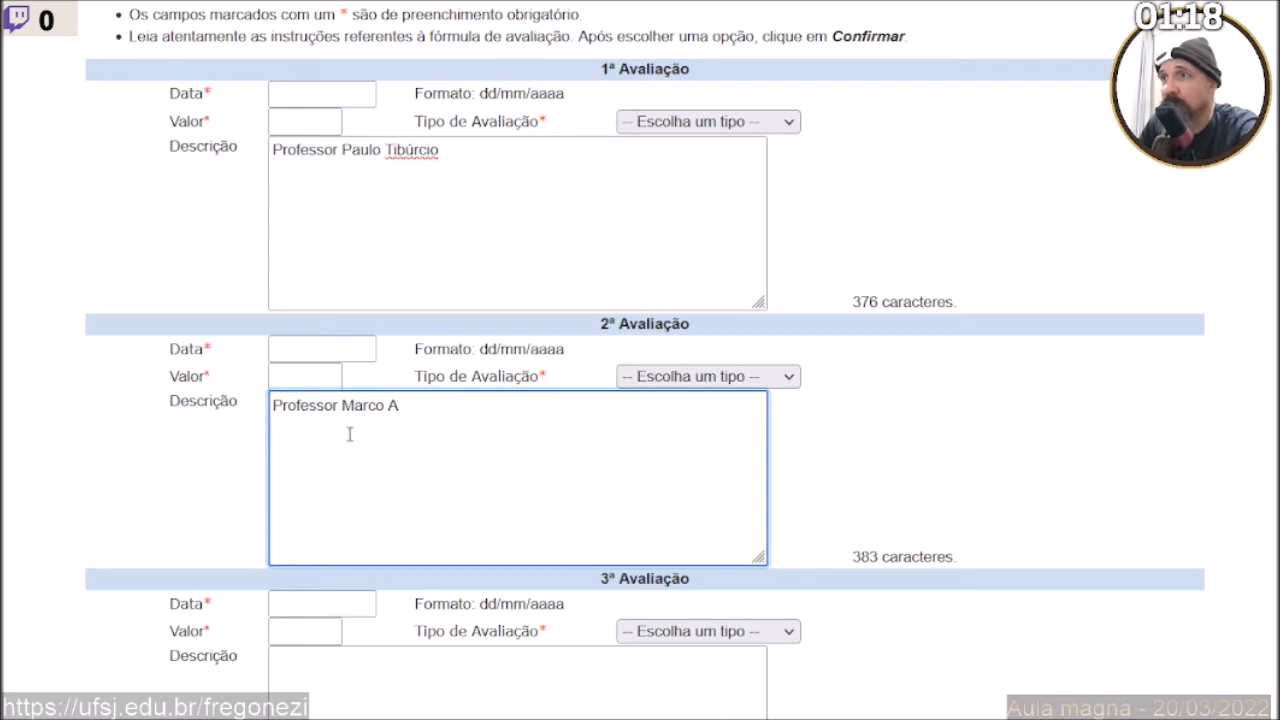 0
01:18
• Os campos marcados com um * são de preenchimento obrigatório.
• Leia atentamente as instruções referentes à fórmula de avaliação. Após escolher uma opção, clique em Confirmar.
1ª Avaliação
Data* Formato: dd/mm/aaaa
Valor* Tipo de Avaliação* -- Escolha um tipo --
Descrição Professor Paulo Tibúrcio
376 caracteres.
2ª Avaliação
Data* Formato: dd/mm/aaaa
Valor* Tipo de Avaliação* -- Escolha um tipo --
Descrição Professor Marco A
383 caracteres.
3ª Avaliação
Data* Formato: dd/mm/aaaa
Valor* Tipo de Avaliação* -- Escolha um tipo --
Descrição
https://ufsj.edu.br/fregonezi
Aula magna - 20/03/2022